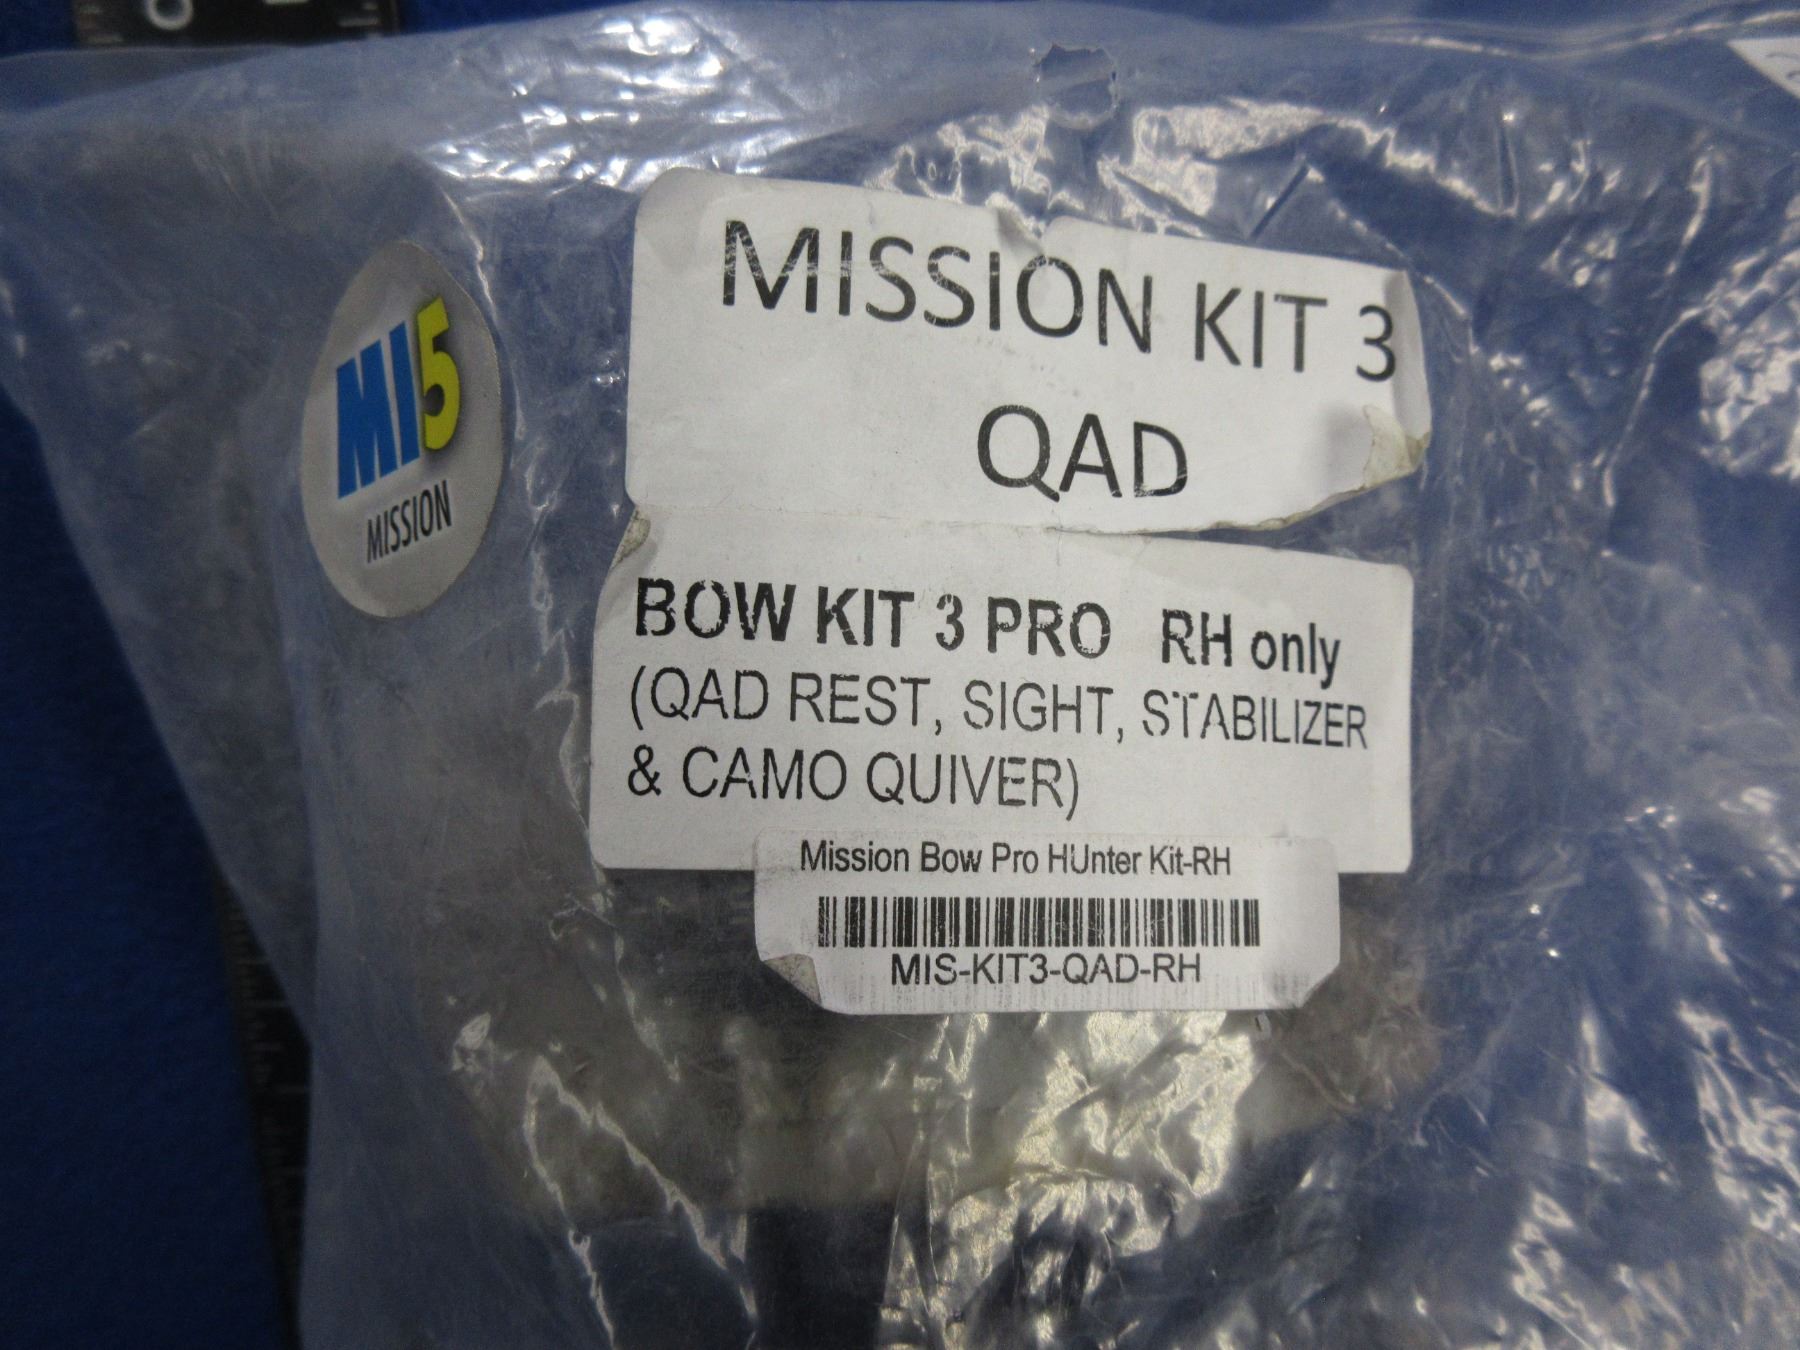 MI5
MISSION
MISSION KIT 3
QAD
BOW KIT 3 PRO RH only
(QAD REST, SIGHT, STABILIZER
& CAMO QUIVER)
Mission Bow Pro HUnter Kit-RH
MIS-KIT3-QAD-RH